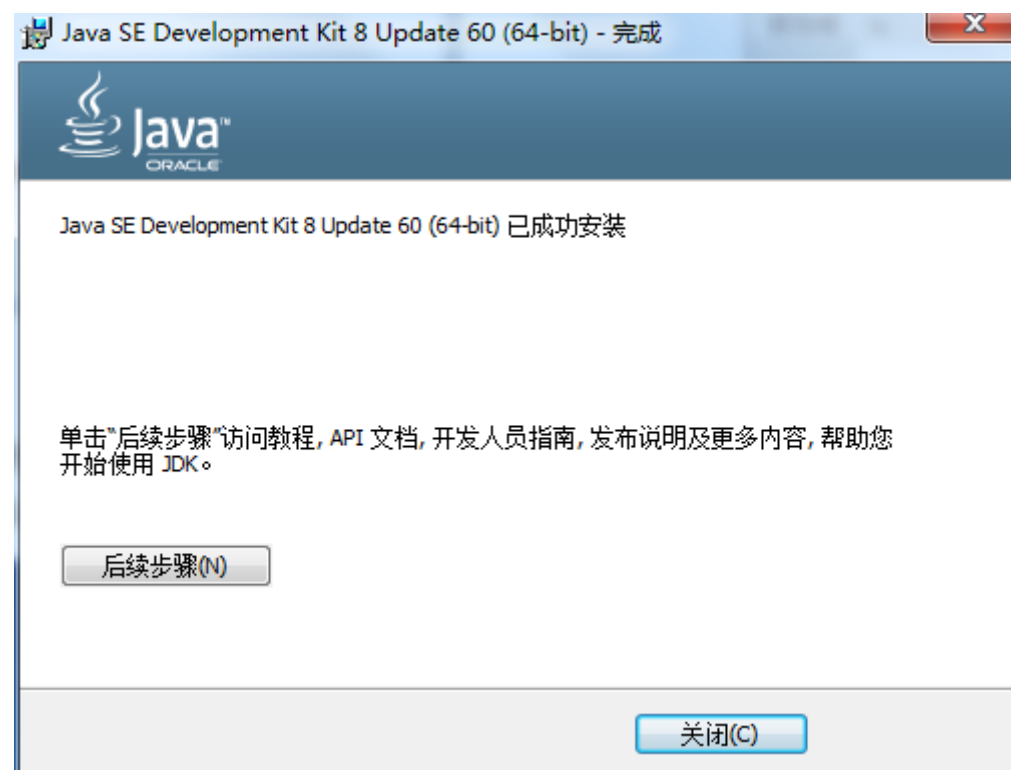 Java SE Development Kit 8 Update 60 (64-bit) - 完成
Java™
ORACLE
Java SE Development Kit 8 Update 60 (64-bit) 已成功安装
单击"后续步骤"访问教程, API 文档, 开发人员指南, 发布说明及更多内容, 帮助您
开始使用 JDK。
后续步骤(N)
关闭(C)